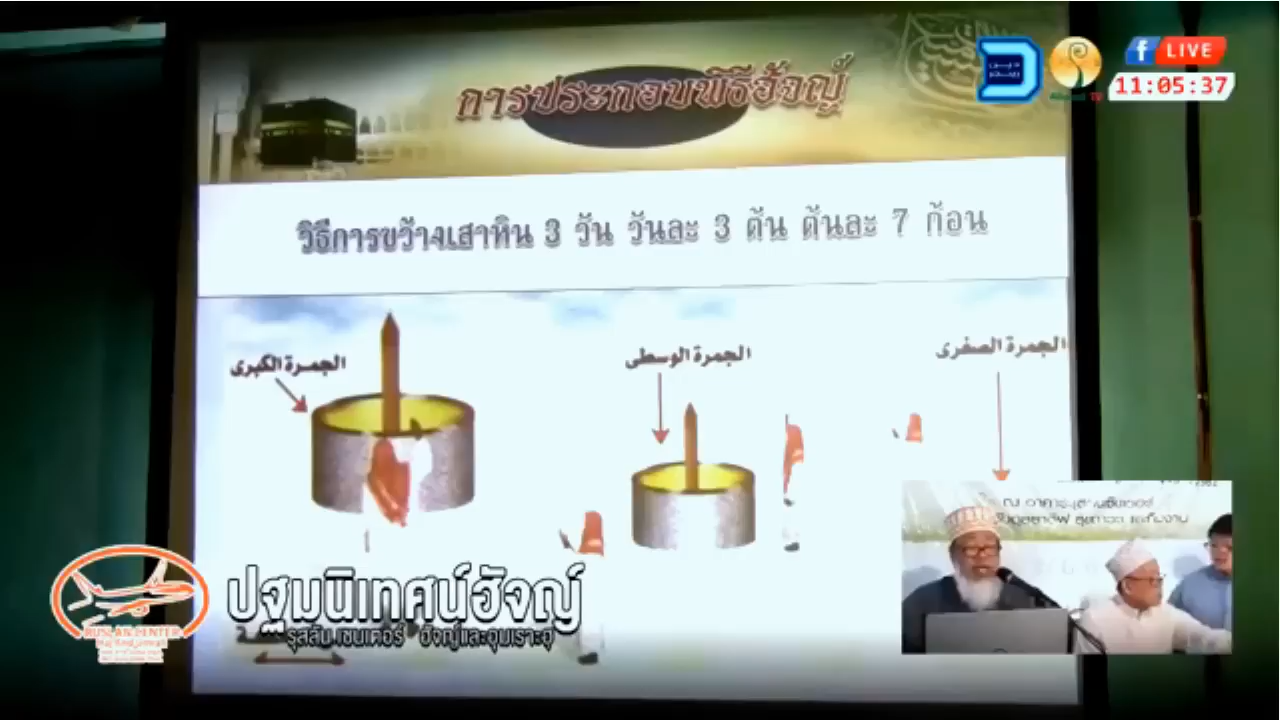 การประกอบพิธีฮัจญ์
LIVE
11:05:37
วิธีการขว้างเสาหิน 3 วัน วันละ 3 ต้น ต้นละ 7 ก้อน
الجمرة الكبرى
الجمرة الوسطى
الجمرة الصغرى
ปฐมนิเทศน์ฮัจญ์
รุสลัน เซนเตอร์ ฮัจญ์และอุมเราะฮฺ
RUSLAN CENTER